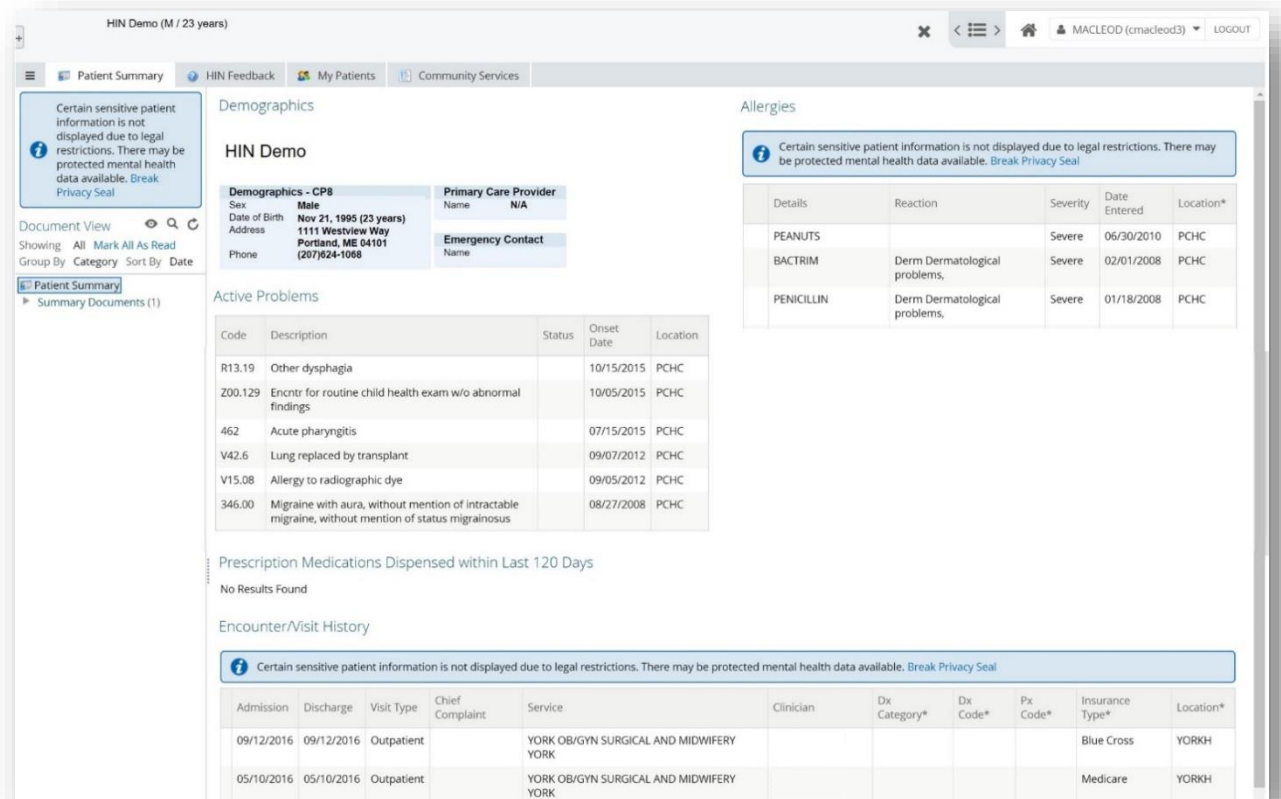 HIN Demo (M / 23 years)
+
MACLEOD (cmacleod3)
LOGOUT
Patient Summary
HIN Feedback
My Patients
Community Services
Certain sensitive patient
information is not
displayed due to legal
restrictions. There may be
protected mental health
data available. Break
Privacy Seal
Document View
Showing All Mark All As Read
Group By Category Sort By Date
Patient Summary
Summary Documents (1)
Demographics
HIN Demo
Demographics - CP8
Sex Male
Date of Birth Nov 21, 1995 (23 years)
Address 1111 Westview Way
Portland, ME 04101
Phone (207)624-1068
Primary Care Provider
Name N/A
Emergency Contact
Name
Active Problems
Code Description Status Onset Date Location
R13.19 Other dysphagia 10/15/2015 PCHC
Z00.129 Encntr for routine child health exam w/o abnormal 10/05/2015 PCHC
findings
462 Acute pharyngitis 07/15/2015 PCHC
V42.6 Lung replaced by transplant 09/07/2012 PCHC
V15.08 Allergy to radiographic dye 09/05/2012 PCHC
346.00 Migraine with aura, without mention of intractable 08/27/2008 PCHC
migraine, without mention of status migrainosus
Allergies
Certain sensitive patient information is not displayed due to legal restrictions. There may
be protected mental health data available. Break Privacy Seal
Details Reaction Severity Date Entered Location*
PEANUTS Severe 06/30/2010 PCHC
BACTRIM Derm Dermatological Severe 02/01/2008 PCHC
problems,
PENICILLIN Derm Dermatological Severe 01/18/2008 PCHC
problems,
Prescription Medications Dispensed within Last 120 Days
No Results Found
Encounter/Visit History
Certain sensitive patient information is not displayed due to legal restrictions. There may be protected mental health data available. Break Privacy Seal
Admission Discharge Visit Type Chief Complaint Service Clinician Dx Category* Dx Code* Px Code* Insurance Type* Location*
09/12/2016 09/12/2016 Outpatient YORK OB/GYN SURGICAL AND MIDWIFERY Blue Cross YORKH
YORK
05/10/2016 05/10/2016 Outpatient YORK OB/GYN SURGICAL AND MIDWIFERY Medicare YORKH
YORK